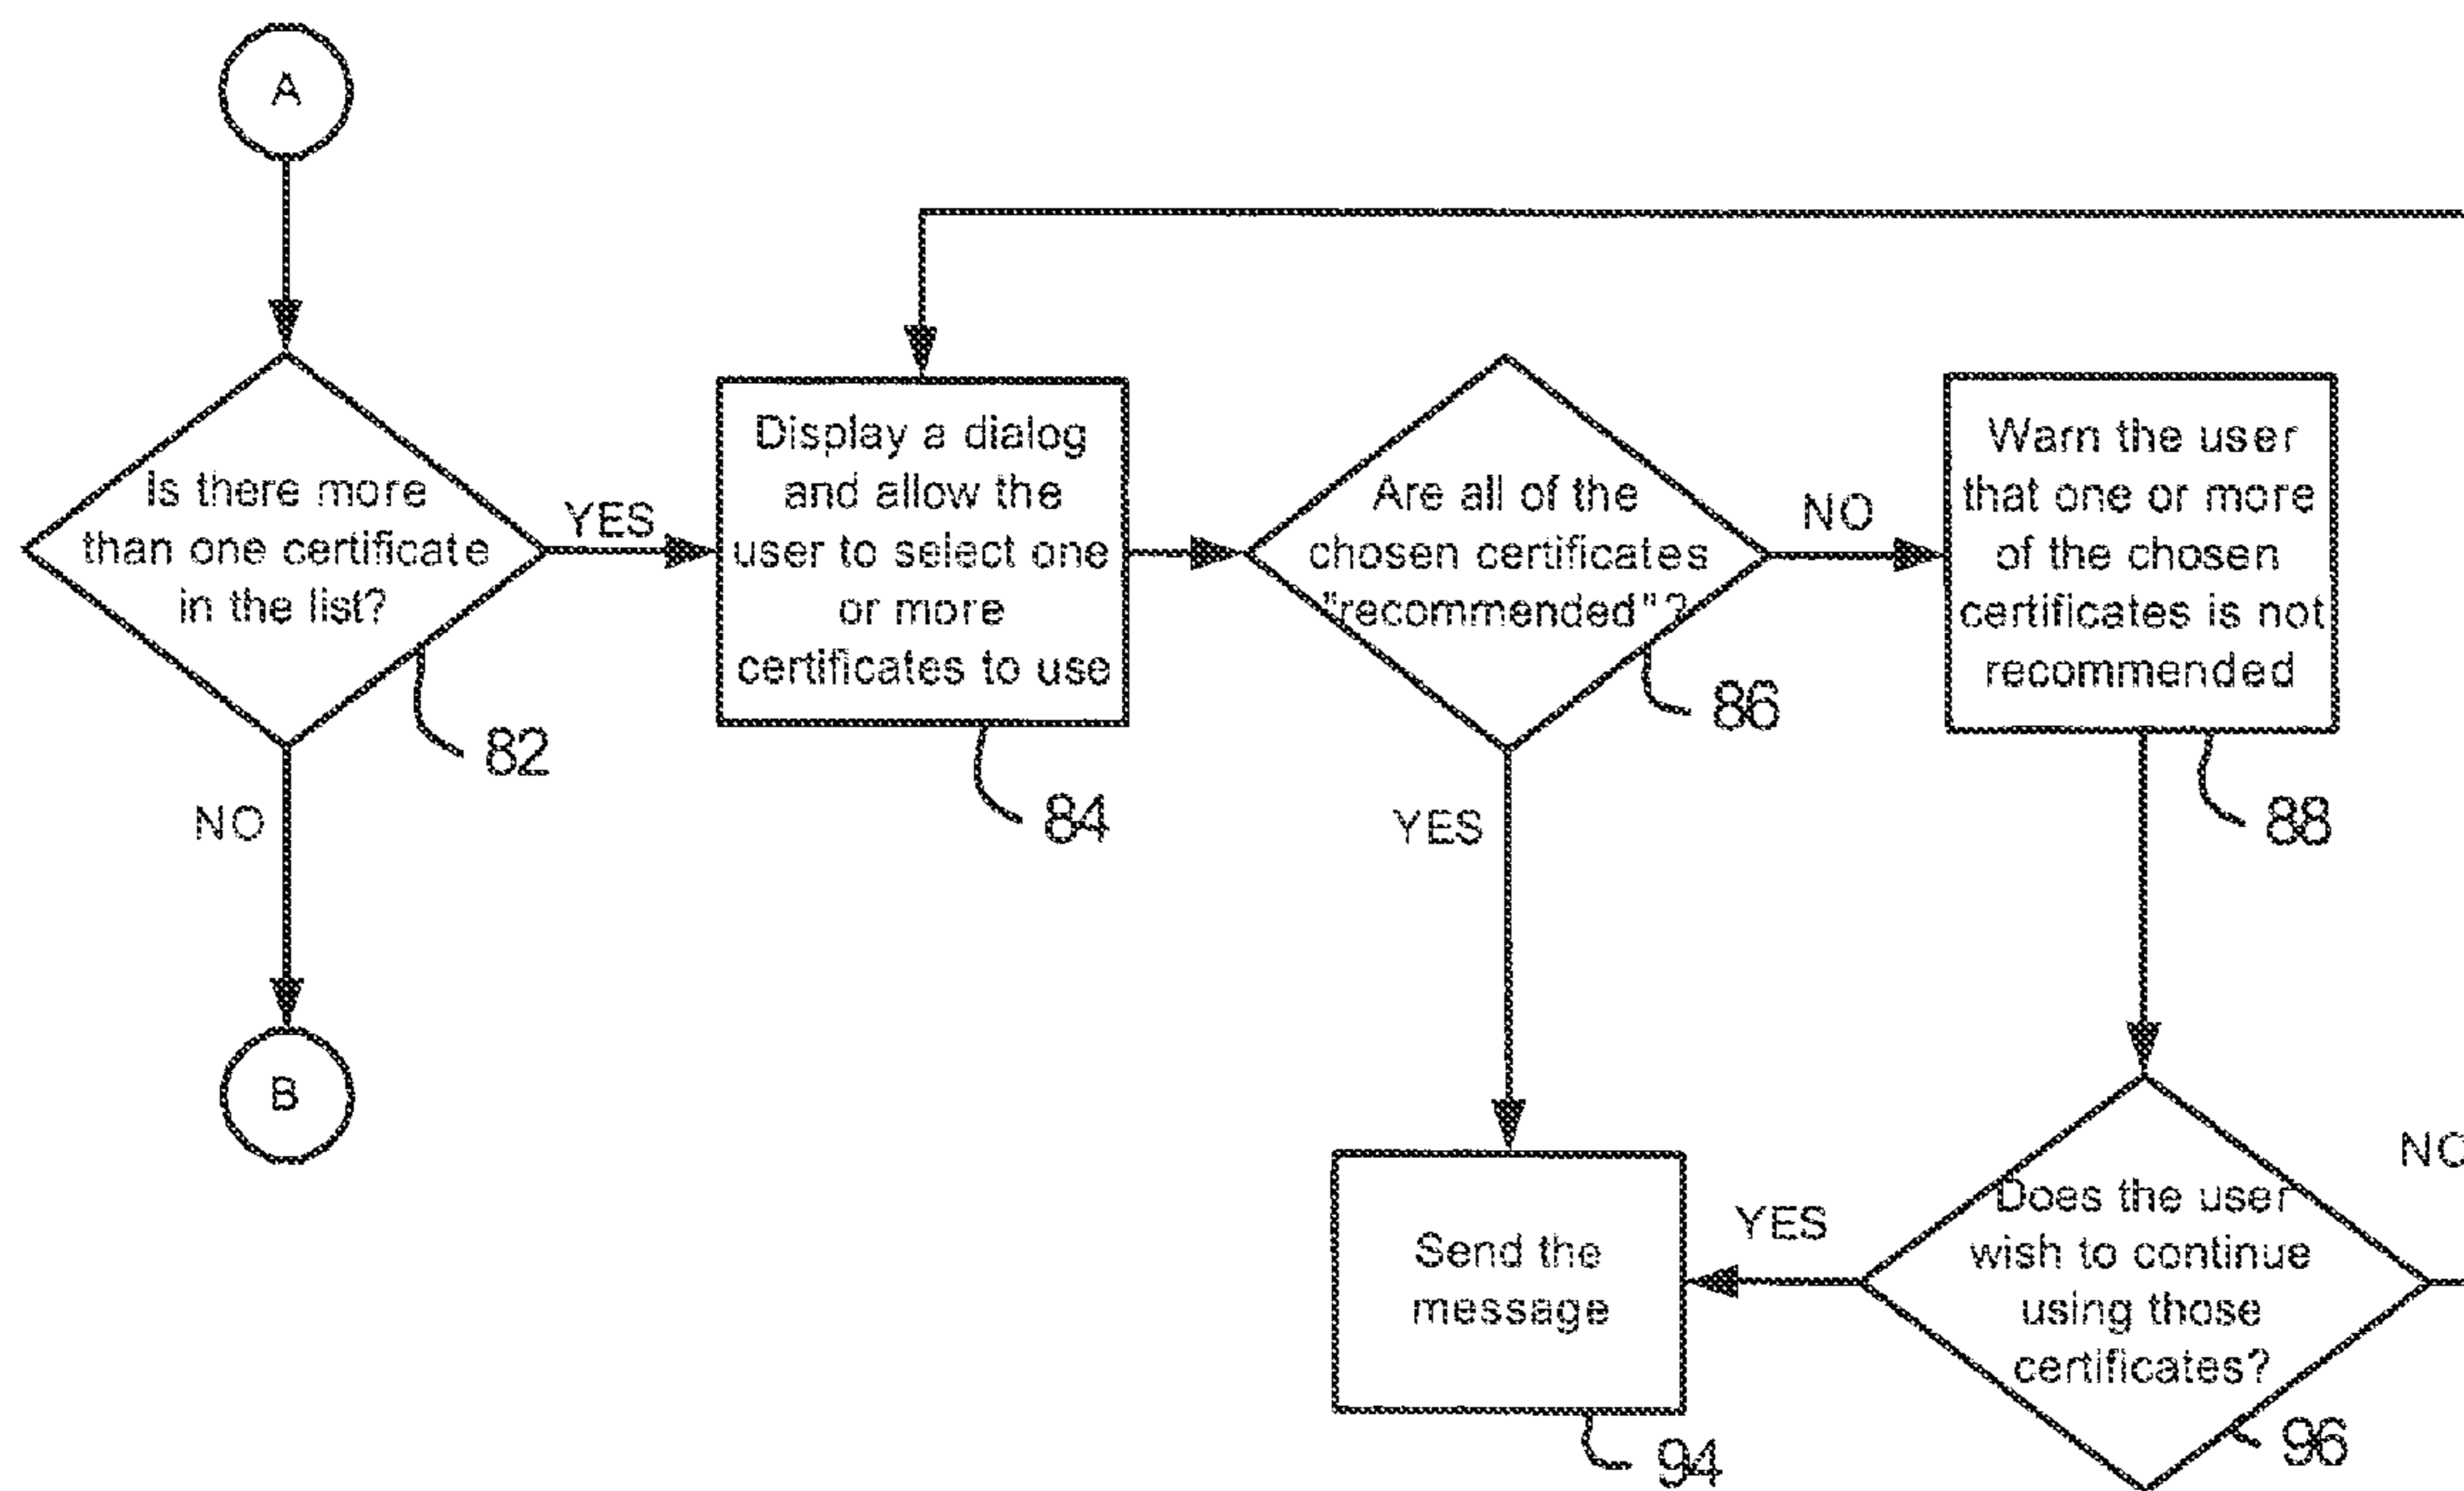 A
Is there more
than one certificate
in the list?
82
YES
NO
B
Display a dialog
and allow the
user to select one
or more
certificates to use
84
Are all of the
chosen certificates
"recommended"?
86
NO
YES
Warn the user
that one or more
of the chosen
certificates is not
recommended
88
Send the
message
94
YES
Does the user
wish to continue
using those
certificates?
96
NO